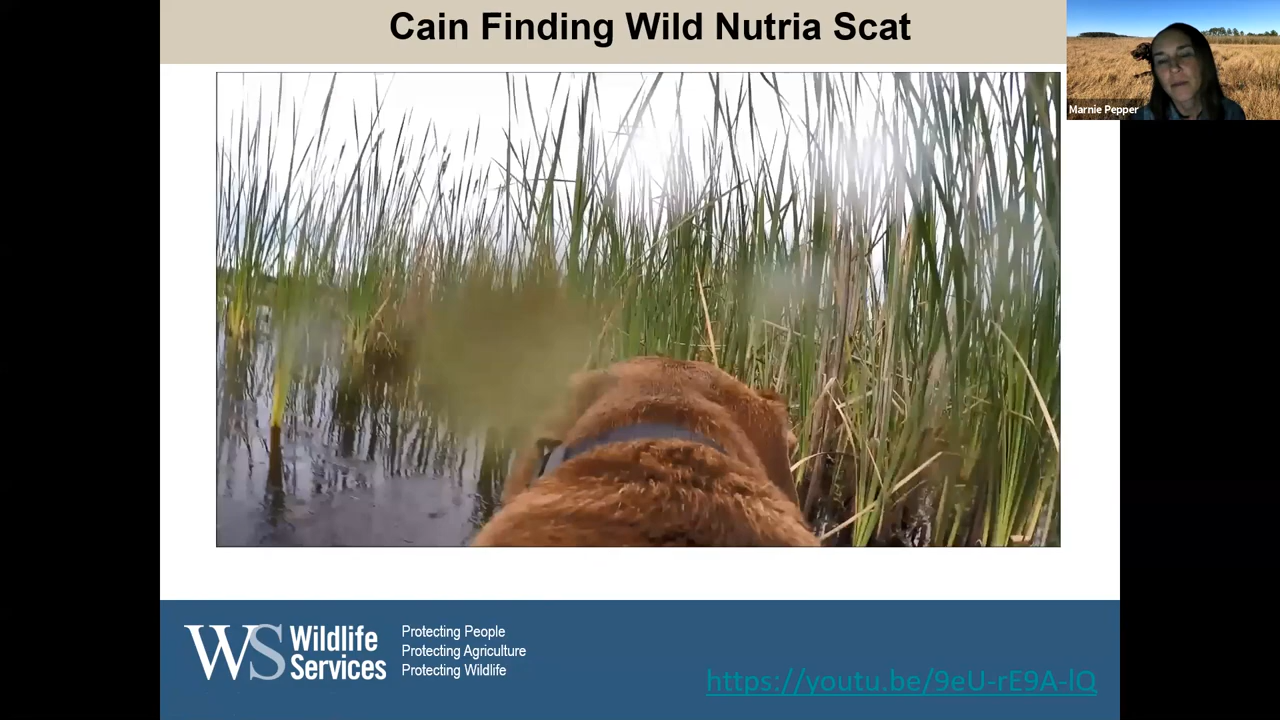 Cain Finding Wild Nutria Scat
Marnie Pepper
WS Wildlife Services
Protecting People
Protecting Agriculture
Protecting Wildlife
https://youtu.be/9eU-rE9A-lQ